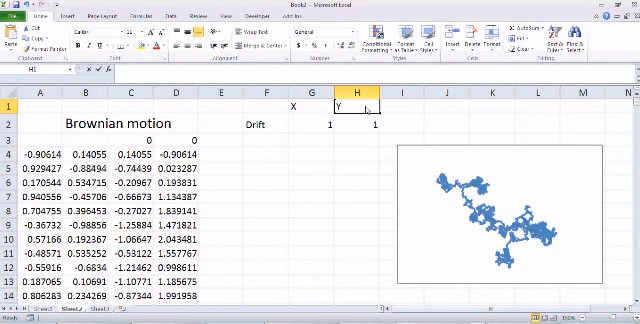 Book2 - Microsoft Excel
File Home Insert Page Layout Formulas Data Review View Developer
Paste Cut Copy Format Painter Clipboard
Calibri 11 Font
Wrap Text Merge & Center Alignment
General Number
Conditional Formatting Format as Table Cell Styles Styles
Insert Delete Format Cells
AutoSum Fill Clear Sort & Filter Find & Select Editing
H1 fx
A B C D E F G H I J K L M N
1 X Y
2 Brownian motion Drift 1 1
3 0 0
4 -0.90614 0.14055 0.14055 -0.90614
5 0.929427 -0.88494 -0.74439 0.023287
6 0.170544 0.534715 -0.20967 0.193831
7 0.940556 -0.45706 -0.66673 1.134387
8 0.704755 0.396453 -0.27027 1.839141
9 -0.36732 -0.98856 -1.25884 1.471821
10 0.57166 0.192367 -1.06647 2.043481
11 -0.48571 0.535252 -0.53122 1.557767
12 -0.55916 -0.6834 -1.21462 0.998611
13 0.187065 0.10691 -1.10771 1.185675
14 0.806283 0.234269 -0.87344 1.991958
Sheet1 Sheet2 Sheet3
Ready 150%